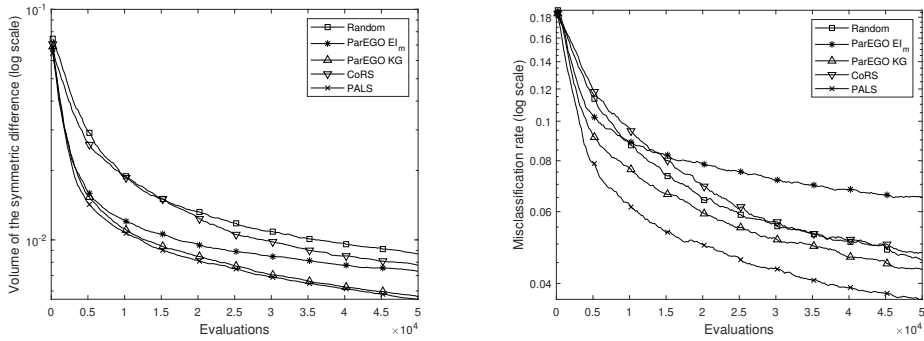 Volume of the symmetric difference (log scale)
10⁻¹
10⁻²
Random
ParEGO EIₘ
ParEGO KG
CoRS
PALS
0 0.5 1 1.5 2 2.5 3 3.5 4 4.5 5
Evaluations
×10⁴
Misclassification rate (log scale)
0.18
0.16
0.14
0.12
0.1
0.08
0.06
0.04
Random
ParEGO EIₘ
ParEGO KG
CoRS
PALS
0 0.5 1 1.5 2 2.5 3 3.5 4 4.5 5
Evaluations
×10⁴